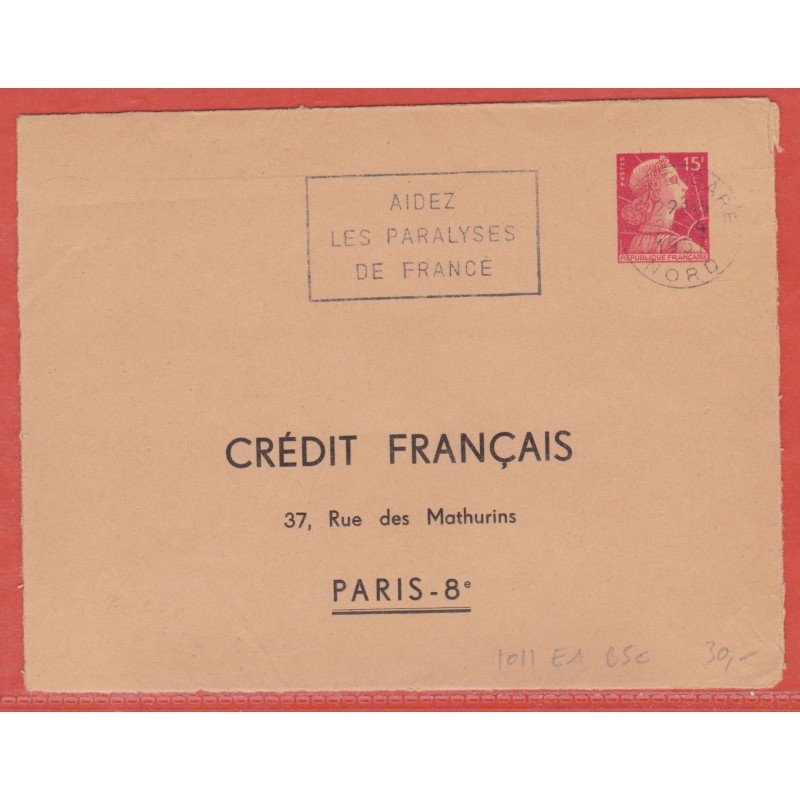 AIDEZ
LES PARALYSES
DE FRANCE
POSTES
15F
REPUBLIQUE FRANÇAISE
GARE
NORD
CRÉDIT FRANÇAIS
37, Rue des Mathurins
PARIS-8e
1011 E1
30,-